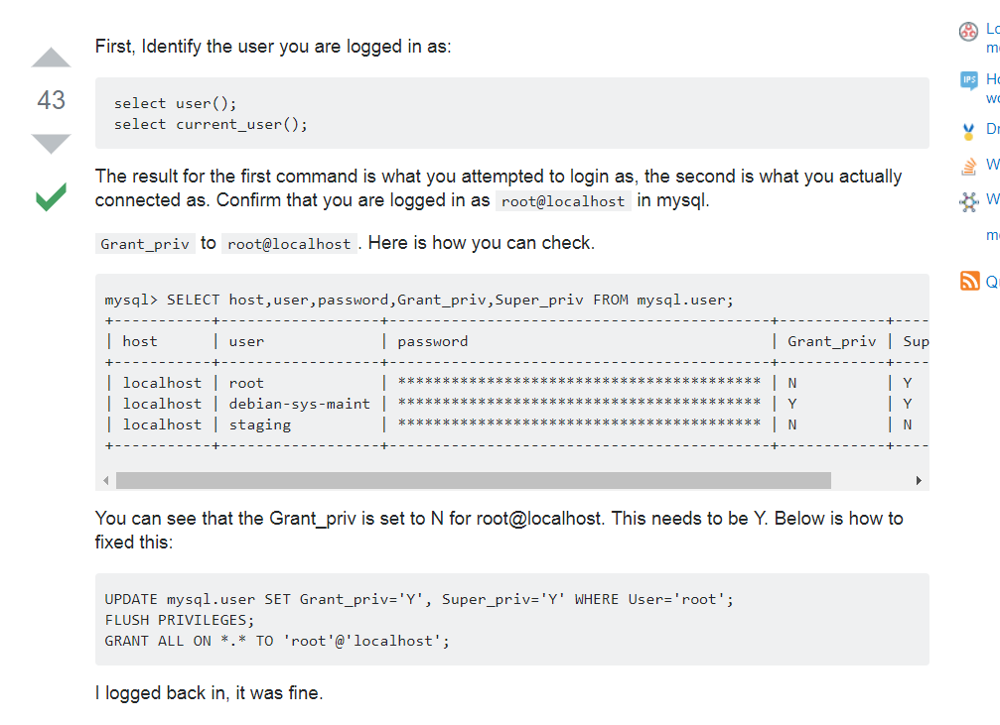 First, Identify the user you are logged in as:
43
select user();
select current_user();
The result for the first command is what you attempted to login as, the second is what you actually
connected as. Confirm that you are logged in as root@localhost in mysql.
Grant_priv to root@localhost. Here is how you can check.
mysql> SELECT host,user,password,Grant_priv,Super_priv FROM mysql.user;
+-----------+------------------+-------------------------------------------+------------+----
| host | user | password | Grant_priv | Sup
+-----------+------------------+-------------------------------------------+------------+----
| localhost | root | ***************************************** | N | Y
| localhost | debian-sys-maint | ***************************************** | Y | Y
| localhost | staging | ***************************************** | N | N
+-----------+------------------+-------------------------------------------+------------+----
You can see that the Grant_priv is set to N for root@localhost. This needs to be Y. Below is how to
fixed this:
UPDATE mysql.user SET Grant_priv='Y', Super_priv='Y' WHERE User='root';
FLUSH PRIVILEGES;
GRANT ALL ON *.* TO 'root'@'localhost';
I logged back in, it was fine.
IPS